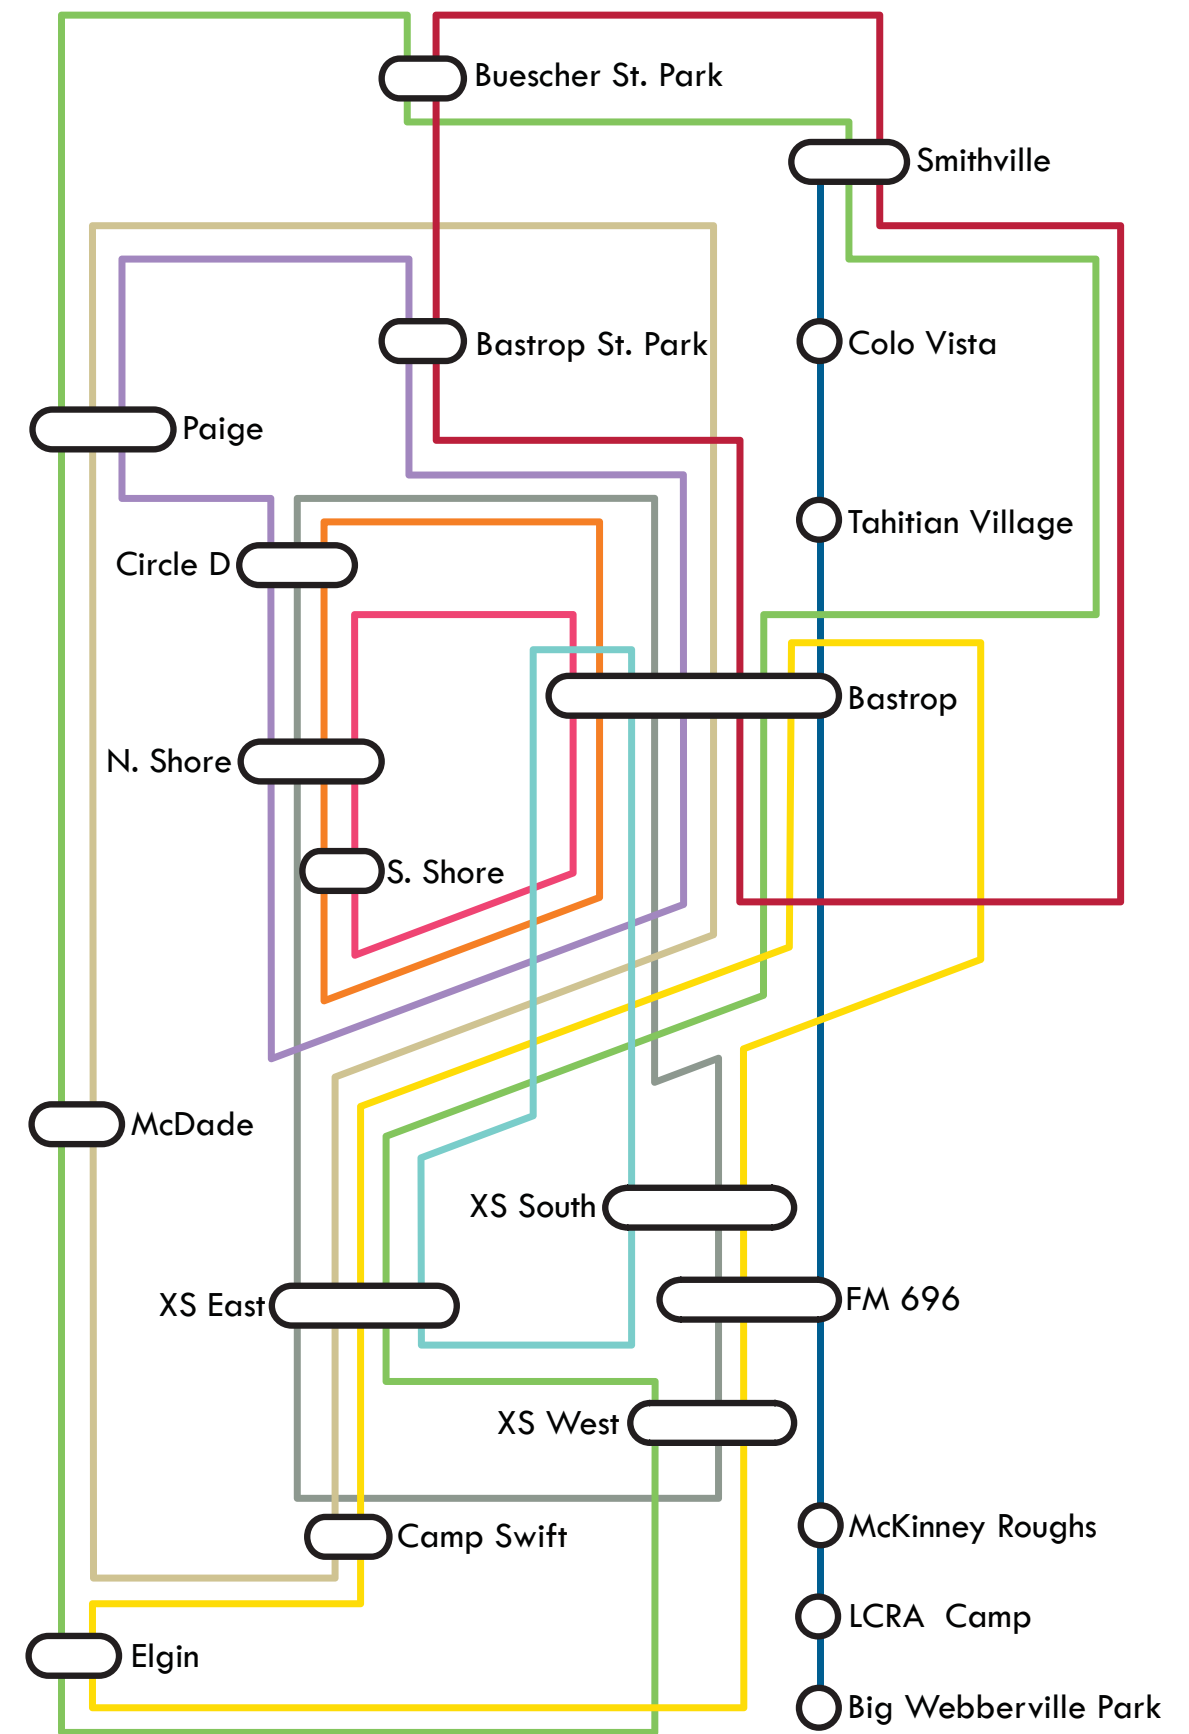 Buescher St. Park
Smithville
Bastrop St. Park
Colo Vista
Paige
Tahitian Village
Circle D
Bastrop
N. Shore
S. Shore
McDade
XS South
XS East
FM 696
XS West
McKinney Roughs
Camp Swift
LCRA Camp
Elgin
Big Webberville Park